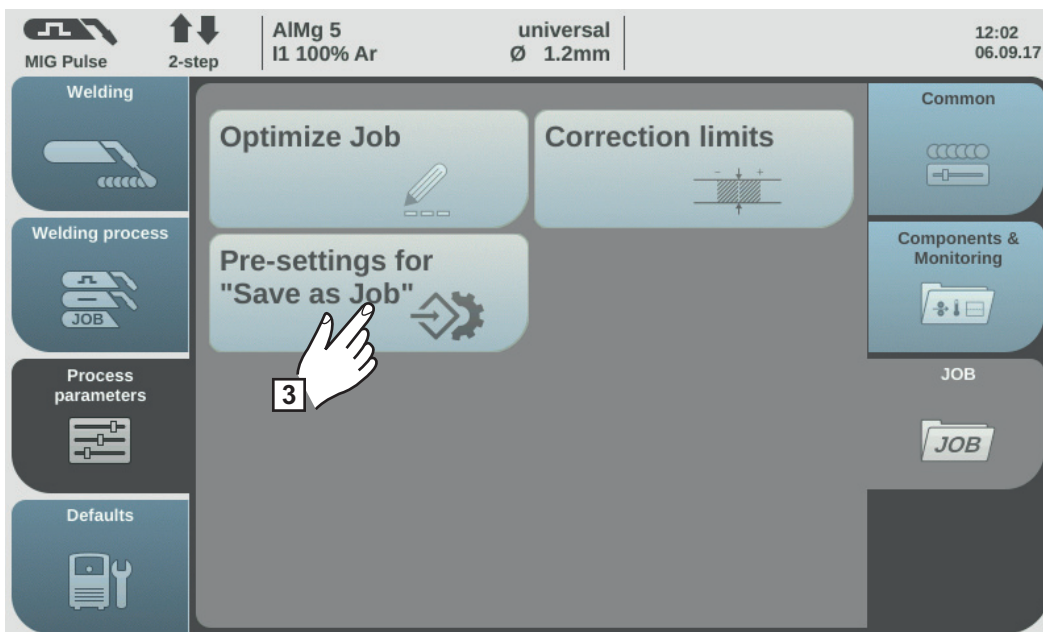 MIG Pulse
2-step
AlMg 5
I1 100% Ar
universal
Ø 1.2mm
12:02
06.09.17
Welding
Welding process
JOB
Process
parameters
Defaults
Optimize Job
Correction limits
- +
Pre-settings for
"Save as Job"
3
Common
Components &
Monitoring
JOB
JOB